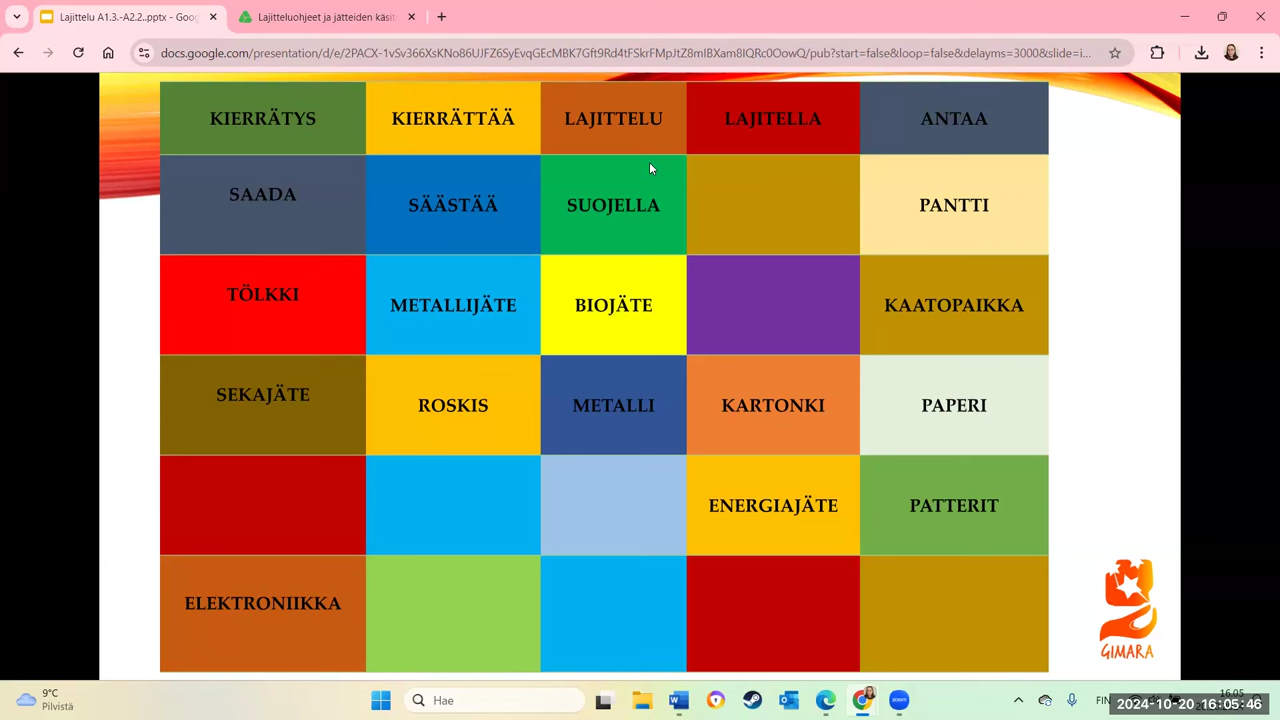 Lajittelu A1.3.-A2.2..pptx - Goo
Lajitteluohjeet ja jätteiden käsi
docs.google.com/presentation/d/e/2PACX-1vSv366XsKNo86UJFZ6SyEvqGEcMBK7Gft9Rd4tFSkrFMpJtZ8mIBXam8IQRc0OowQ/pub?start=false&loop=false&delayms=3000&slide=i...
KIERRÄTYS KIERRÄTTÄÄ LAJITTELU LAJITELLA ANTAA
SAADA SÄÄSTÄÄ SUOJELLA PANTTI
TÖLKKI METALLIJÄTE BIOJÄTE KAATOPAIKKA
SEKAJÄTE ROSKIS METALLI KARTONKI PAPERI
ENERGIAJÄTE PATTERIT
ELEKTRONIIKKA
GIMARA
9°C
Pilvistä
Hae
zoom
FIN
16.05
2024-10-20 16:05:46